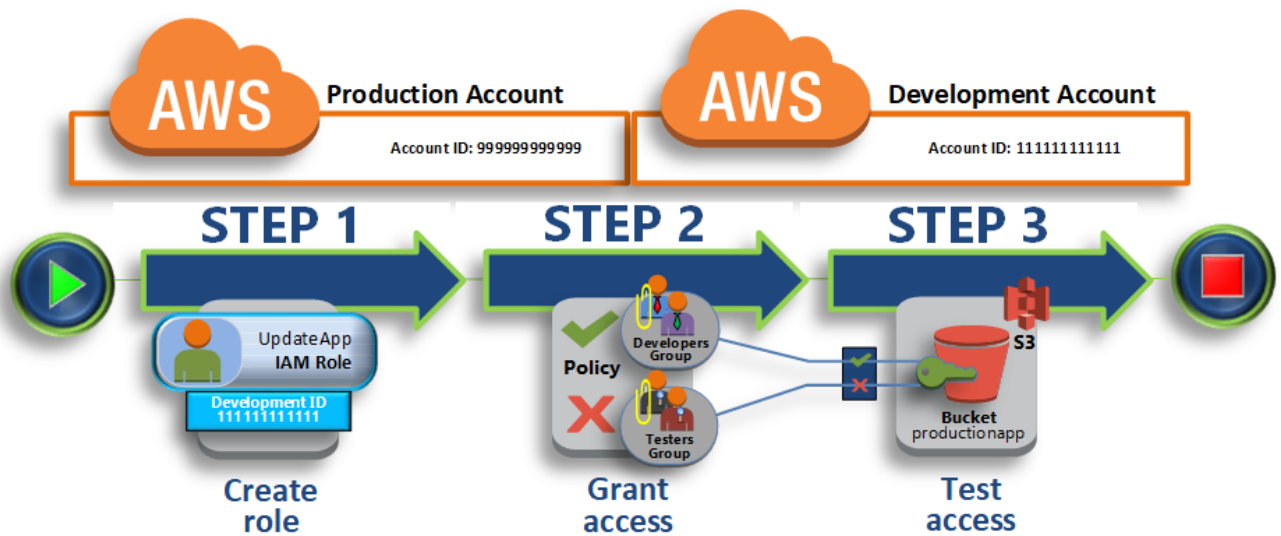 AWS
Production Account
Account ID: 999999999999
AWS
Development Account
Account ID: 111111111111
STEP 1
STEP 2
STEP 3
UpdateApp
IAM Role
Development ID
111111111111
Policy
Developers
Group
Testers
Group
S3
Bucket
productionapp
Create
role
Grant
access
Test
access